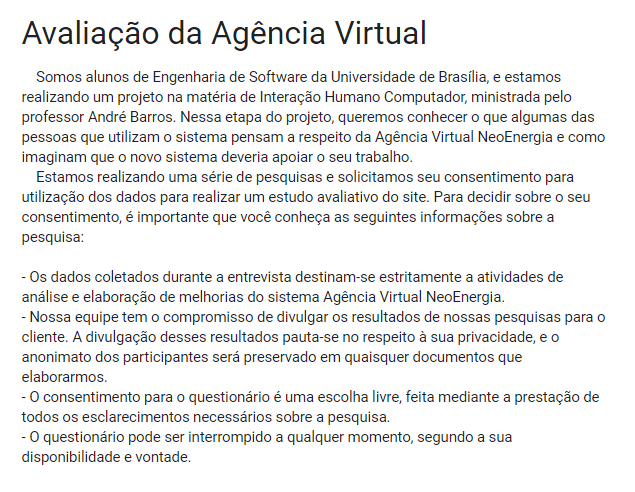 Avaliação da Agência Virtual
Somos alunos de Engenharia de Software da Universidade de Brasília, e estamos
realizando um projeto na matéria de Interação Humano Computador, ministrada pelo
professor André Barros. Nessa etapa do projeto, queremos conhecer o que algumas das
pessoas que utilizam o sistema pensam a respeito da Agência Virtual NeoEnergia e como
imaginam que o novo sistema deveria apoiar o seu trabalho.
Estamos realizando uma série de pesquisas e solicitamos seu consentimento para
utilização dos dados para realizar um estudo avaliativo do site. Para decidir sobre o seu
consentimento, é importante que você conheça as seguintes informações sobre a
pesquisa:
- Os dados coletados durante a entrevista destinam-se estritamente a atividades de
análise e elaboração de melhorias do sistema Agência Virtual NeoEnergia.
- Nossa equipe tem o compromisso de divulgar os resultados de nossas pesquisas para o
cliente. A divulgação desses resultados pauta-se no respeito à sua privacidade, e o
anonimato dos participantes será preservado em quaisquer documentos que
elaborarmos.
- O consentimento para o questionário é uma escolha livre, feita mediante a prestação de
todos os esclarecimentos necessários sobre a pesquisa.
- O questionário pode ser interrompido a qualquer momento, segundo a sua
disponibilidade e vontade.